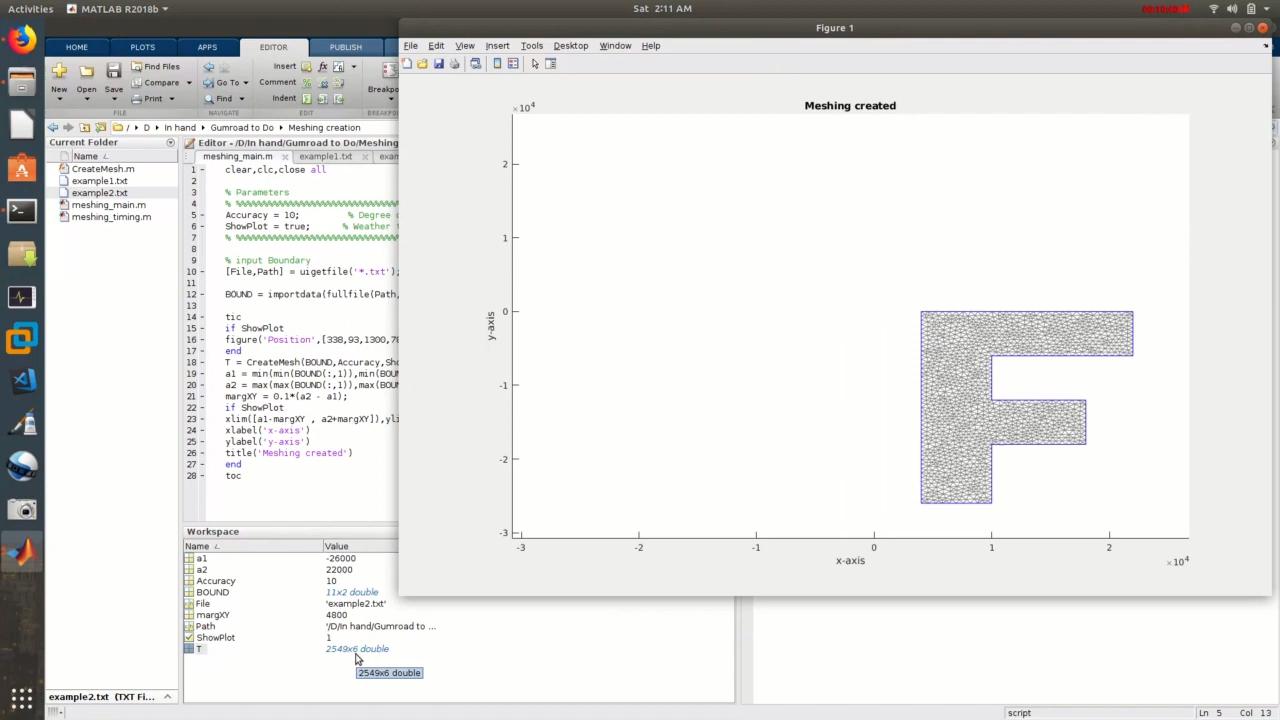 Activities
MATLAB R2018b
Sat 2:11 AM
Figure 1
HOME
PLOTS
APPS
EDITOR
PUBLISH
File Edit View Insert Tools Desktop Window Help
New
Open
Save
Find Files
Compare
Print
Go To
Find
Insert
Comment
Indent
Breakpo
FILE
NAVIGATE
EDIT
BREAKPO
/ D In hand Gumroad to Do Meshing creation
Current Folder
Name
CreateMesh.m
example1.txt
example2.txt
meshing_main.m
meshing_timing.m
Editor - /D/In hand/Gumroad to Do/Meshing
meshing_main.m
example1.txt
exam
1 clear,clc,close all
2
3 % Parameters
4 % %%%%%%%%%%%%%%%%%%%%%%%%%%%%
5 Accuracy = 10; % Degree o
6 ShowPlot = true; % Weather t
7 % %%%%%%%%%%%%%%%%%%%%%%%%%%%%
8
9 % input Boundary
10 [File,Path] = uigetfile('*.txt');
11
12 BOUND = importdata(fullfile(Path,
13
14 tic
15 if ShowPlot
16 figure('Position',[338,93,1300,78
17 end
18 T = CreateMesh(BOUND,Accuracy,Sho
19 a1 = min(min(BOUND(:,1)),min(BOUN
20 a2 = max(max(BOUND(:,1)),max(BOUN
21 margXY = 0.1*(a2 - a1);
22 if ShowPlot
23 xlim([a1-margXY , a2+margXY]),yli
24 xlabel('x-axis')
25 ylabel('y-axis')
26 title('Meshing created')
27 end
28 toc
Workspace
Name Value
a1 -26000
a2 22000
Accuracy 10
BOUND 11x2 double
File 'example2.txt'
margXY 4800
Path '/D/In hand/Gumroad to ...
ShowPlot 1
T 2549x6 double
2549x6 double
Meshing created
×10⁴
2
1
0
-1
-2
-3
y-axis
-3 -2 -1 0 1 2
x-axis
×10⁴
example2.txt (TXT Fi...
script
Ln 5 Col 13